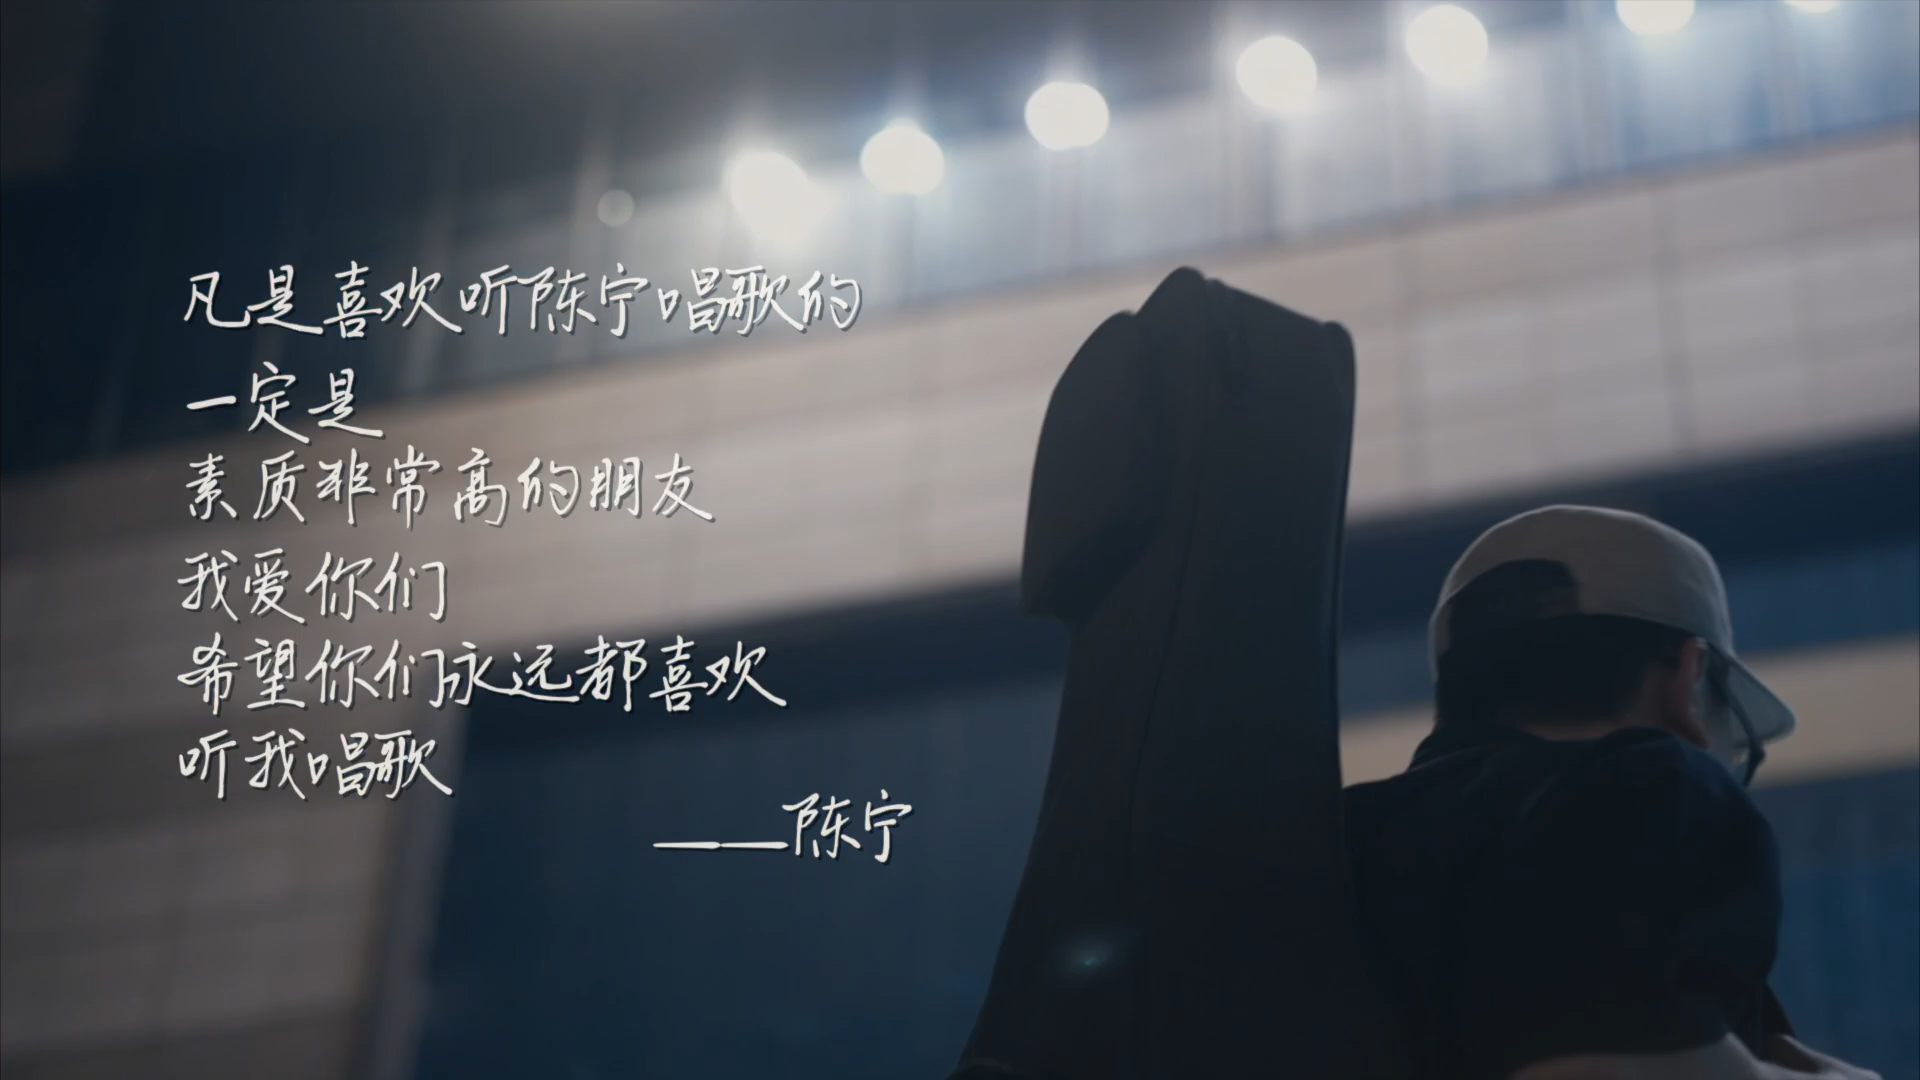 凡是喜欢听陈宁唱歌的
一定是
素质非常高的朋友
我爱你们
希望你们永远都喜欢
听我唱歌
——陈宁